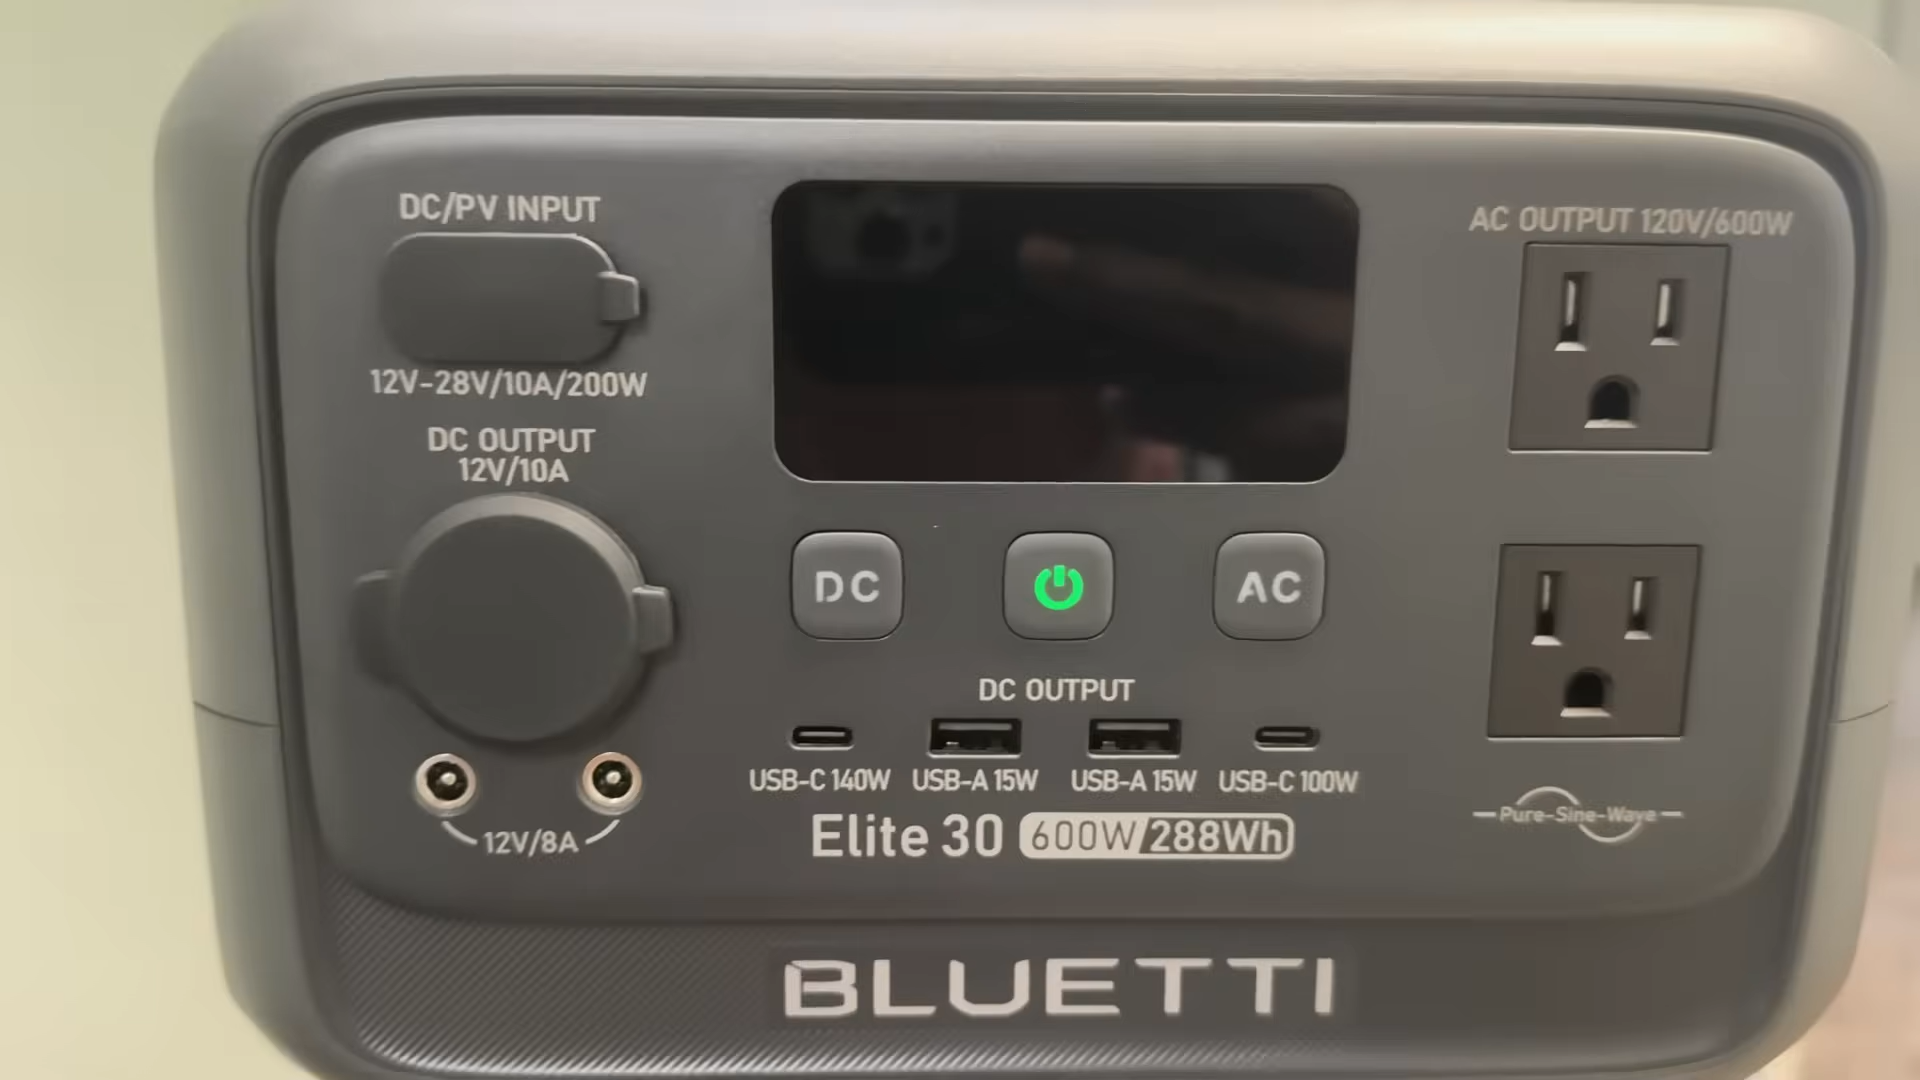 DC/PV INPUT
12V-28V/10A/200W
DC OUTPUT
12V/10A
12V/8A
DC
AC
DC OUTPUT
USB-C 140W
USB-A 15W
USB-A 15W
USB-C 100W
Elite 30 600W/288Wh
AC OUTPUT 120V/600W
Pure-Sine-Wave
BLUETTI